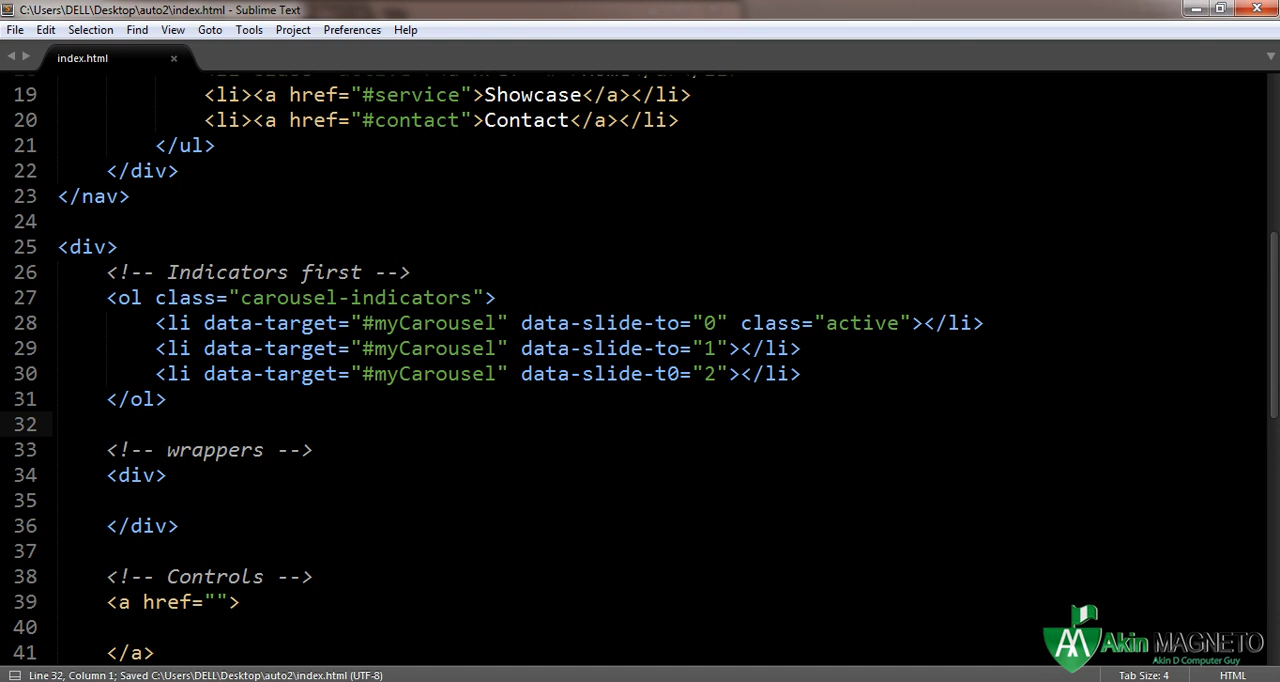 C:\Users\DELL\Desktop\auto2\index.html - Sublime Text
File Edit Selection Find View Goto Tools Project Preferences Help
index.html ×
19 <li><a href="#service">Showcase</a></li>
20 <li><a href="#contact">Contact</a></li>
21 </ul>
22 </div>
23 </nav>
24
25 <div>
26 <!-- Indicators first -->
27 <ol class="carousel-indicators">
28 <li data-target="#myCarousel" data-slide-to="0" class="active"></li>
29 <li data-target="#myCarousel" data-slide-to="1"></li>
30 <li data-target="#myCarousel" data-slide-t0="2"></li>
31 </ol>
32
33 <!-- wrappers -->
34 <div>
35
36 </div>
37
38 <!-- Controls -->
39 <a href="">
40
41 </a>
Akin MAGNETO
Akin D Computer Guy
Line 32, Column 1; Saved C:\Users\DELL\Desktop\auto2\index.html (UTF-8) Tab Size: 4 HTML